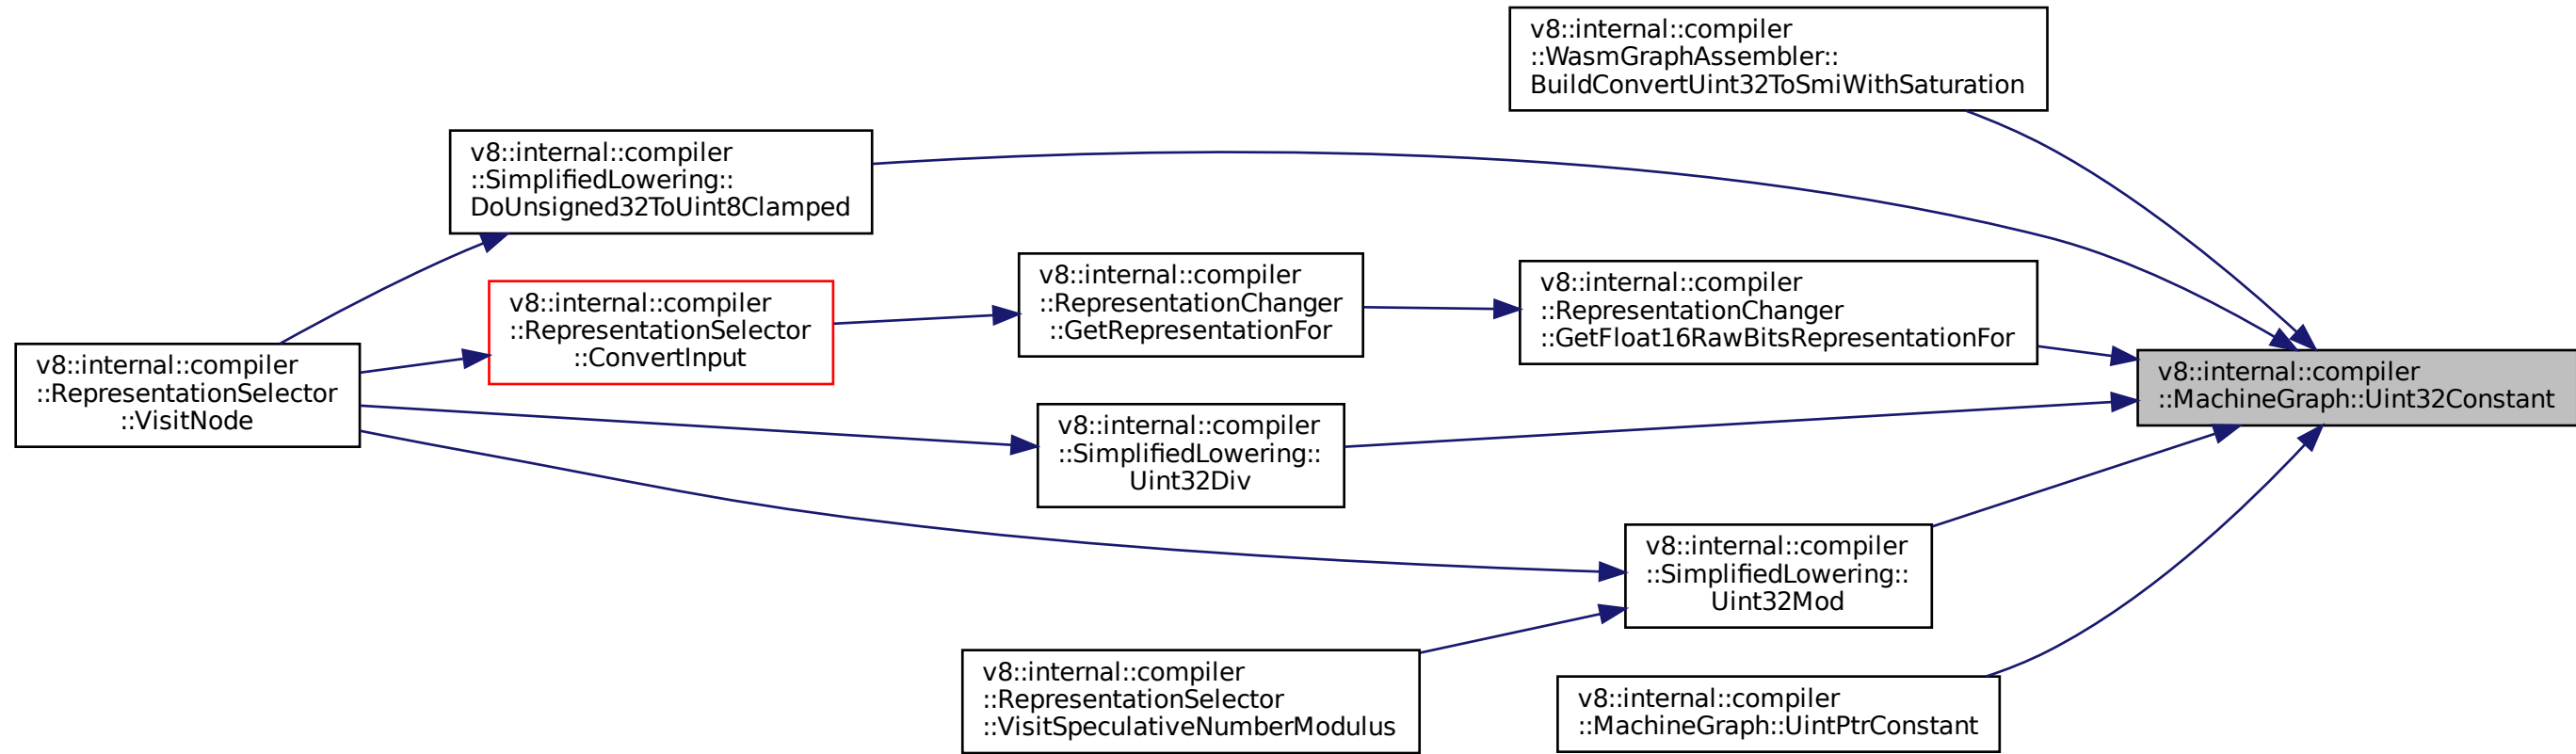 v8::internal::compiler
::WasmGraphAssembler::
BuildConvertUint32ToSmiWithSaturation
v8::internal::compiler
::SimplifiedLowering::
DoUnsigned32ToUint8Clamped
v8::internal::compiler
::RepresentationChanger
::GetRepresentationFor
v8::internal::compiler
::RepresentationChanger
::GetFloat16RawBitsRepresentationFor
v8::internal::compiler
::RepresentationSelector
::ConvertInput
v8::internal::compiler
::RepresentationSelector
::VisitNode
v8::internal::compiler
::MachineGraph::Uint32Constant
v8::internal::compiler
::SimplifiedLowering::
Uint32Div
v8::internal::compiler
::SimplifiedLowering::
Uint32Mod
v8::internal::compiler
::RepresentationSelector
::VisitSpeculativeNumberModulus
v8::internal::compiler
::MachineGraph::UintPtrConstant